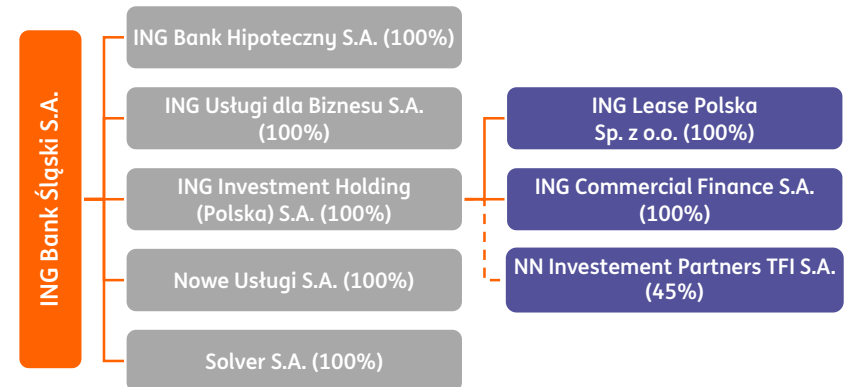 ING Bank Śląski S.A.
ING Bank Hipoteczny S.A. (100%)
ING Usługi dla Biznesu S.A.
(100%)
ING Investment Holding
(Polska) S.A. (100%)
Nowe Usługi S.A. (100%)
Solver S.A. (100%)
ING Lease Polska
Sp. z o.o. (100%)
ING Commercial Finance S.A.
(100%)
NN Investement Partners TFI S.A.
(45%)